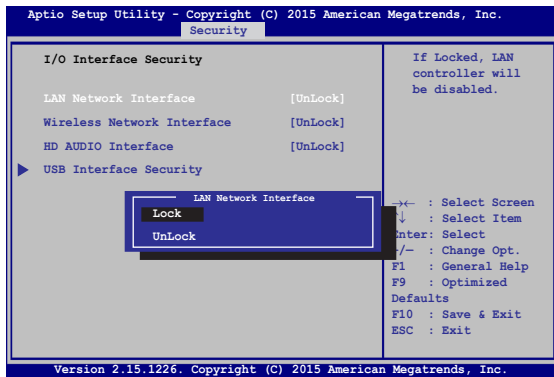 Aptio Setup Utility - Copyright (C) 2015 American Megatrends, Inc.
Security
I/O Interface Security
LAN Network Interface [UnLock]
Wireless Network Interface [UnLock]
HD AUDIO Interface [UnLock]
USB Interface Security
If Locked, LAN
controller will
be disabled.
LAN Network Interface
Lock
UnLock
→← : Select Screen
↑↓ : Select Item
Enter: Select
+/— : Change Opt.
F1 : General Help
F9 : Optimized
Defaults
F10 : Save & Exit
ESC : Exit
Version 2.15.1226. Copyright (C) 2015 American Megatrends, Inc.